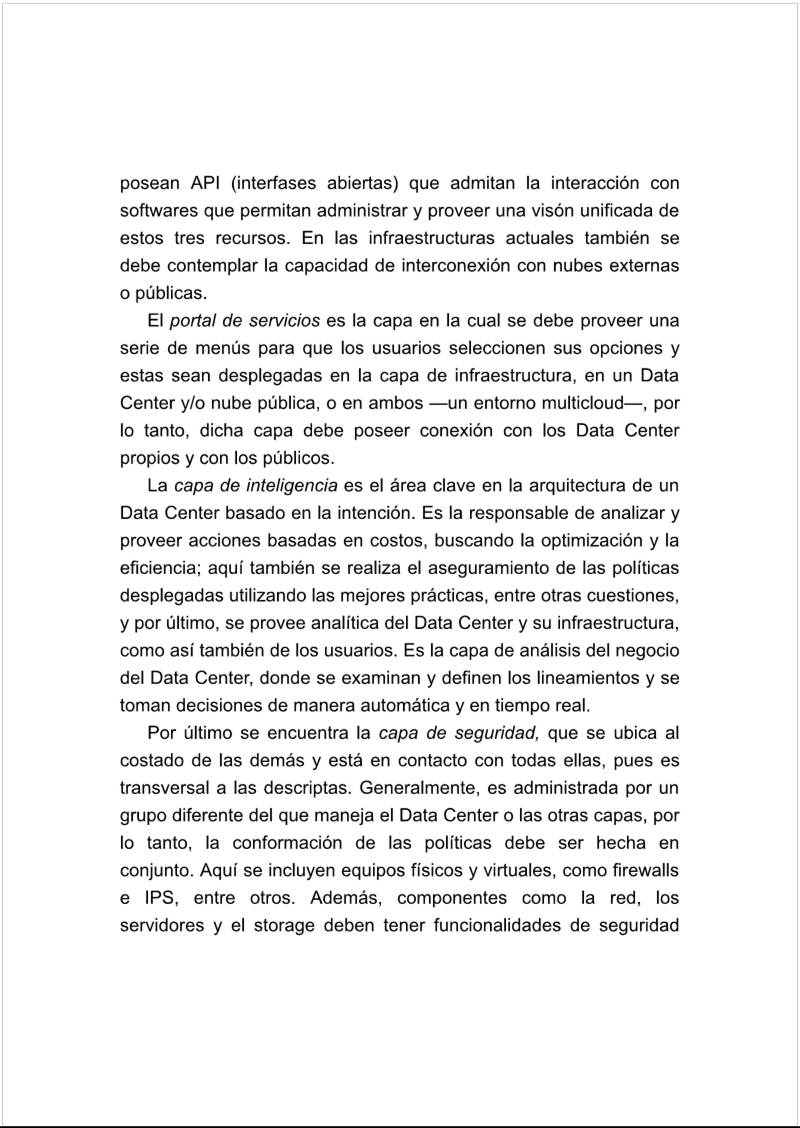 posean API (interfases abiertas) que admitan la interacción con
softwares que permitan administrar y proveer una visón unificada de
estos tres recursos. En las infraestructuras actuales también se
debe contemplar la capacidad de interconexión con nubes externas
o públicas.
El portal de servicios es la capa en la cual se debe proveer una
serie de menús para que los usuarios seleccionen sus opciones y
estas sean desplegadas en la capa de infraestructura, en un Data
Center y/o nube pública, o en ambos —un entorno multicloud—, por
lo tanto, dicha capa debe poseer conexión con los Data Center
propios y con los públicos.
La capa de inteligencia es el área clave en la arquitectura de un
Data Center basado en la intención. Es la responsable de analizar y
proveer acciones basadas en costos, buscando la optimización y la
eficiencia; aquí también se realiza el aseguramiento de las políticas
desplegadas utilizando las mejores prácticas, entre otras cuestiones,
y por último, se provee analítica del Data Center y su infraestructura,
como así también de los usuarios. Es la capa de análisis del negocio
del Data Center, donde se examinan y definen los lineamientos y se
toman decisiones de manera automática y en tiempo real.
Por último se encuentra la capa de seguridad, que se ubica al
costado de las demás y está en contacto con todas ellas, pues es
transversal a las descriptas. Generalmente, es administrada por un
grupo diferente del que maneja el Data Center o las otras capas, por
lo tanto, la conformación de las políticas debe ser hecha en
conjunto. Aquí se incluyen equipos físicos y virtuales, como firewalls
e IPS, entre otros. Además, componentes como la red, los
servidores y el storage deben tener funcionalidades de seguridad